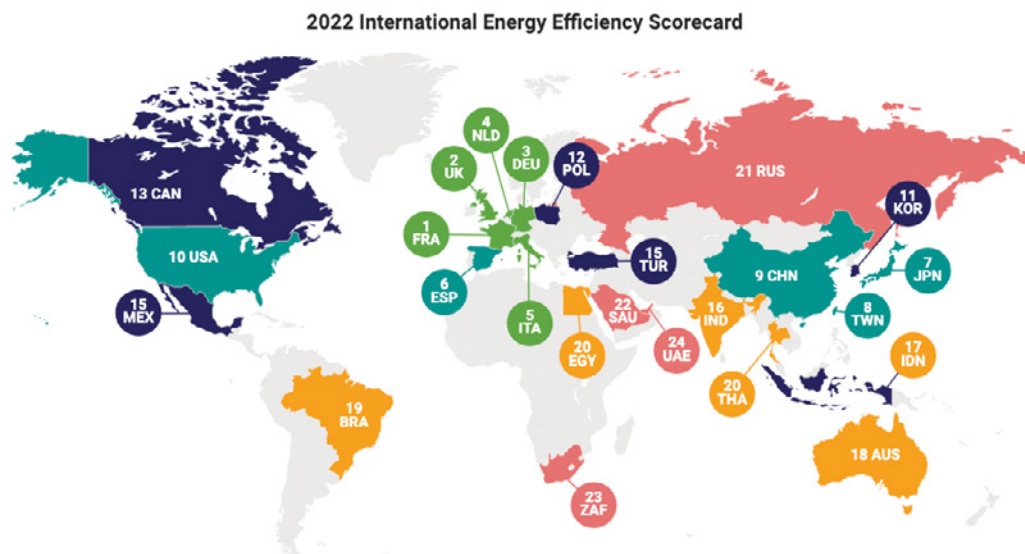 2022 International Energy Efficiency Scorecard
4
NLD
3
DEU
12
POL
2
UK
21 RUS
11
KOR
13 CAN
1
FRA
10 USA
9 CHN
7
JPN
15
TUR
6
ESP
15
MEX
5
ITA
20
EGY
22
SAU
24
UAE
16
IND
8
TWN
17
IDN
20
THA
19
BRA
18 AUS
23
ZAF